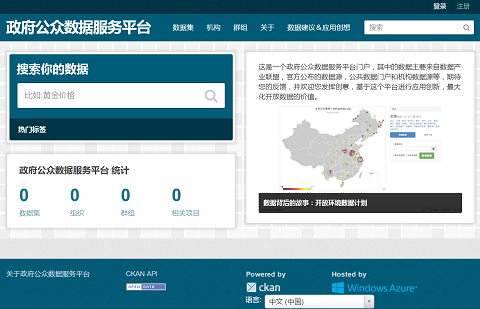 登录 注册
政府公众数据服务平台
数据集 机构 群组 关于 数据建议＆应用创想 搜索
搜索你的数据
比如:黄金价格
热门标签
政府公众数据服务平台 统计
0 0 0 0
数据集 组织 群组 相关项目
这是一个政府公众数据服务平台门户，其中的数据主要来自数据产
业联盟，官方公布的数据源，公共数据门户和机构数据源等，期待
您的反馈，并欢迎您发挥创意，基于这个平台进行应用创新，最大
化开放数据的价值。
数据背后的故事：开放环境数据计划
关于政府公众数据服务平台
CKAN API
OPEN DATA
Powered by
ckan
Hosted by
Windows Azure
语言: 中文 (中国)